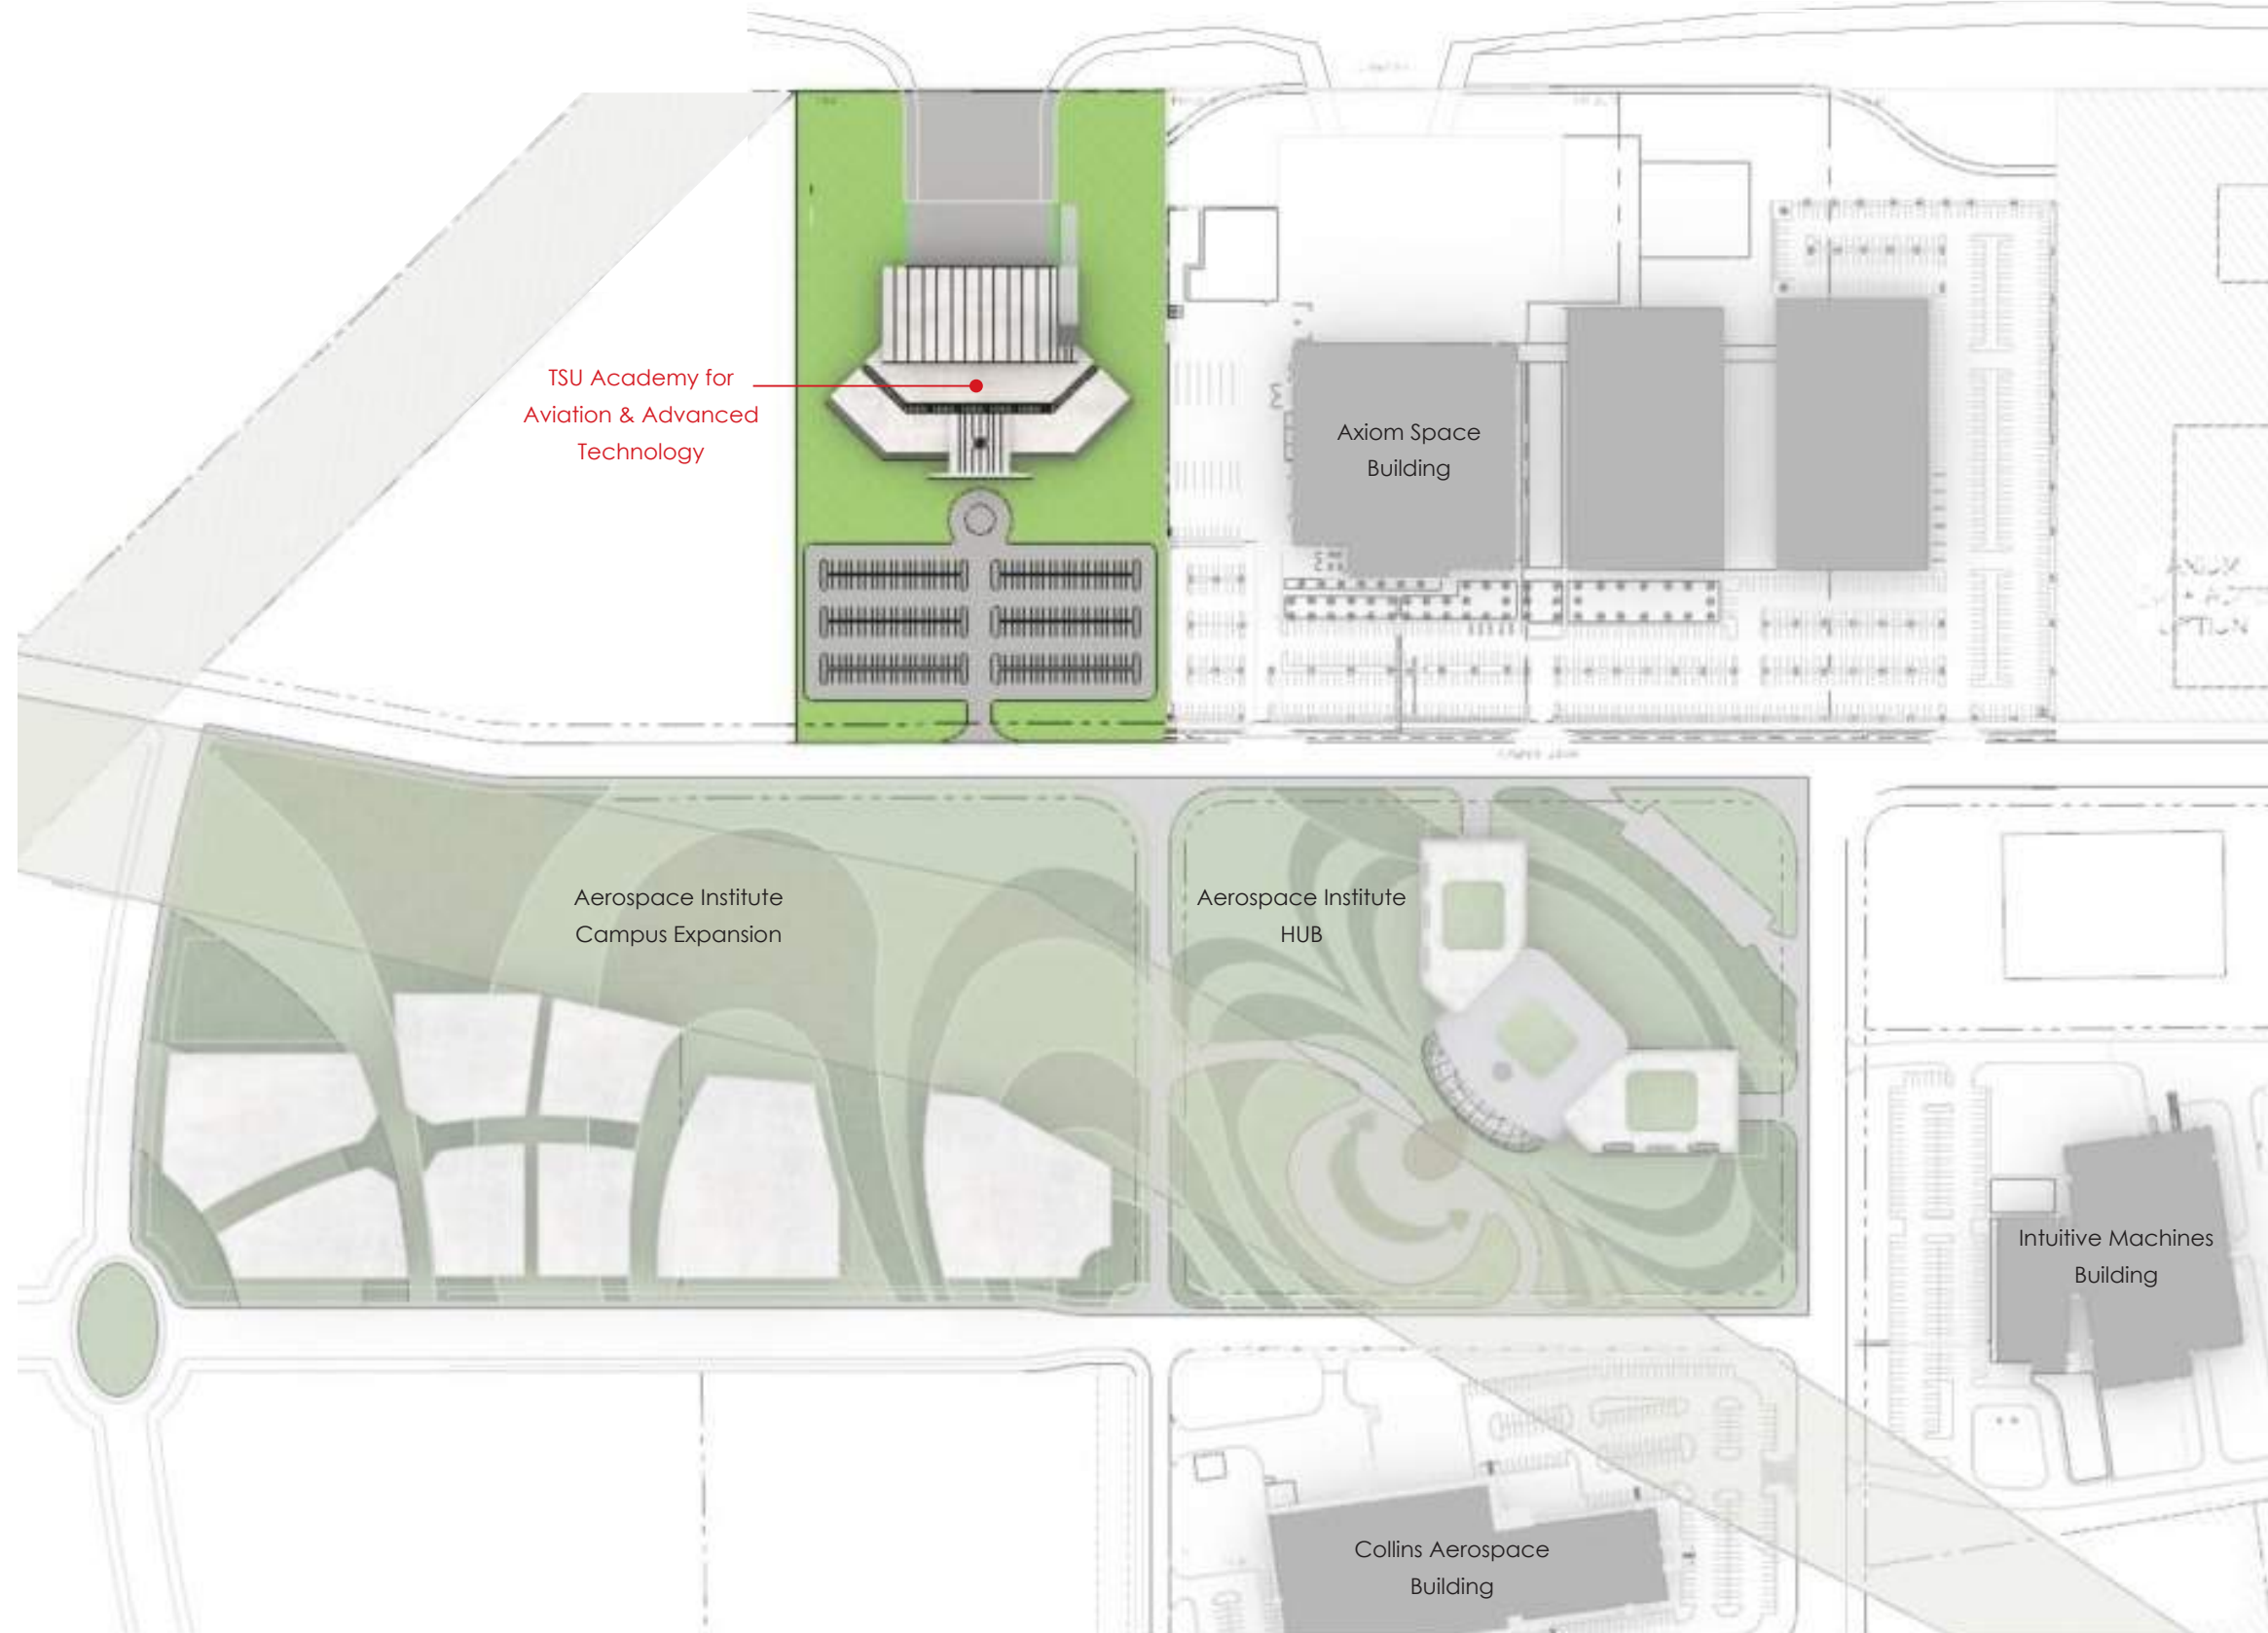 TSU Academy for
Aviation & Advanced
Technology
Axiom Space
Building
Aerospace Institute
Campus Expansion
Aerospace Institute
HUB
Intuitive Machines
Building
Collins Aerospace
Building